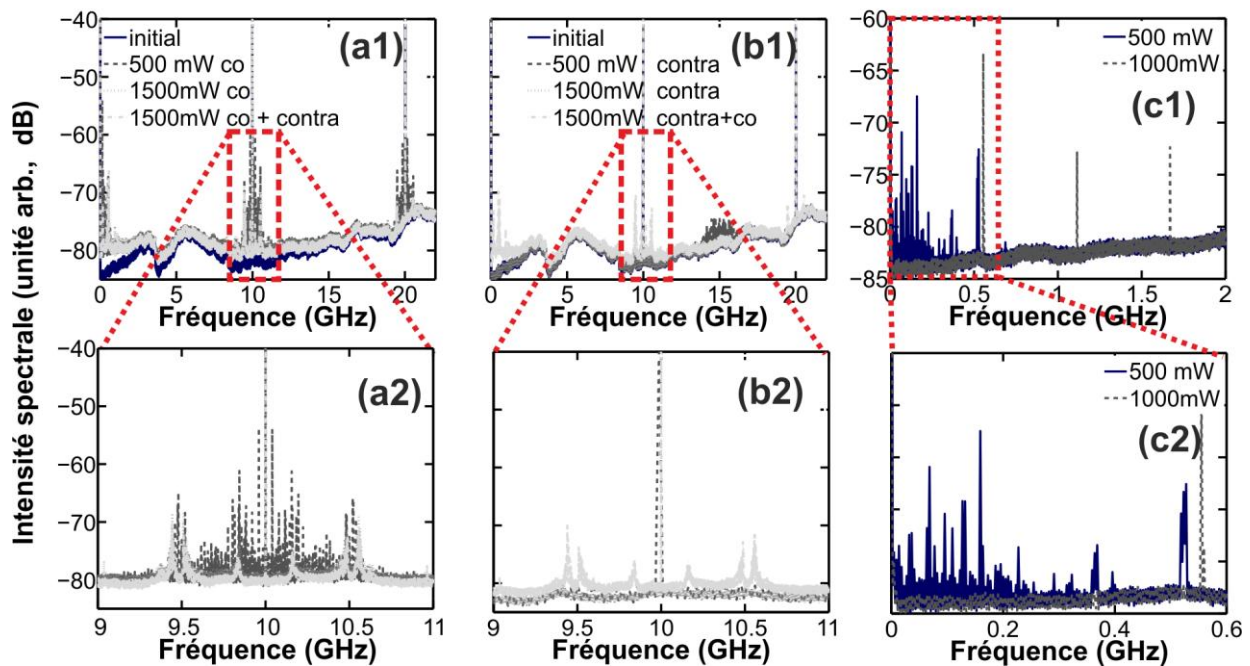 Intensité spectrale (unité arb., dB)
−40
−50
−60
−70
−80
initial
500 mW co
1500mW co
1500mW co + contra
(a1)
0 5 10 15 20
Fréquence (GHz)
−40
−50
−60
−70
−80
initial
500 mW contra
1500mW contra
1500mW contra+co
(b1)
0 5 10 15 20
Fréquence (GHz)
−60
−65
−70
−75
−80
−85
500 mW
1000mW
(c1)
0 0.5 1 1.5 2
Fréquence (GHz)
−40
−50
−60
−70
−80
(a2)
9 9.5 10 10.5 11
Fréquence (GHz)
(b2)
9 9.5 10 10.5 11
Fréquence (GHz)
500 mW
1000mW
(c2)
0 0.2 0.4 0.6
Fréquence (GHz)